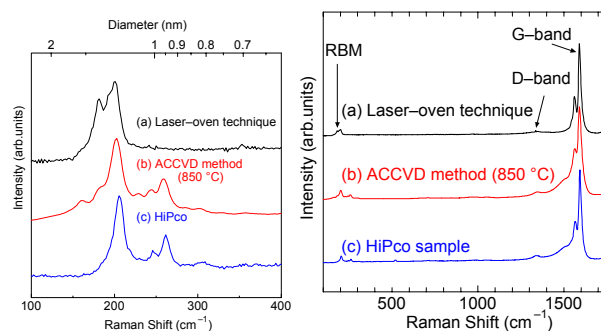 Diameter (nm)
2 1 0.9 0.8 0.7
Intensity (arb.units)
(a) Laser–oven technique
(b) ACCVD method
(850 °C)
(c) HiPco
100 200 300 400
Raman Shift (cm⁻¹)
Intensity (arb.units)
RBM
G–band
D–band
(a) Laser–oven technique
(b) ACCVD method (850 °C)
(c) HiPco sample
500 1000 1500
Raman Shift (cm⁻¹)